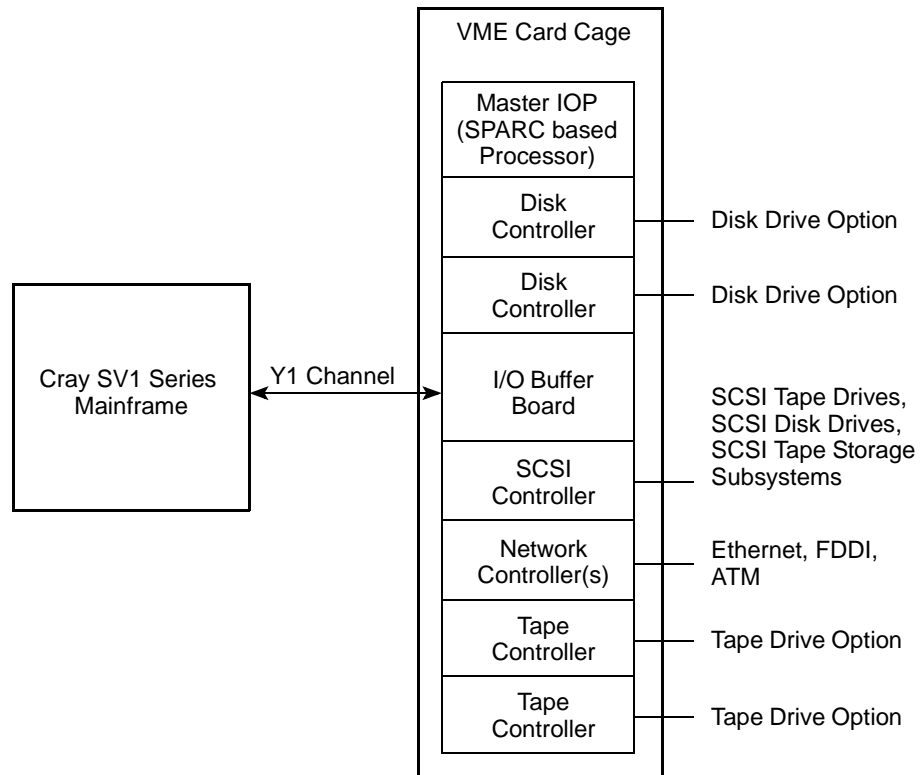 VME Card Cage
Master IOP
(SPARC based
Processor)
Disk
Controller
Disk Drive Option
Disk
Controller
Disk Drive Option
Cray SV1 Series
Mainframe
Y1 Channel
I/O Buffer
Board
SCSI
Controller
SCSI Tape Drives,
SCSI Disk Drives,
SCSI Tape Storage
Subsystems
Network
Controller(s)
Ethernet, FDDI,
ATM
Tape
Controller
Tape Drive Option
Tape
Controller
Tape Drive Option